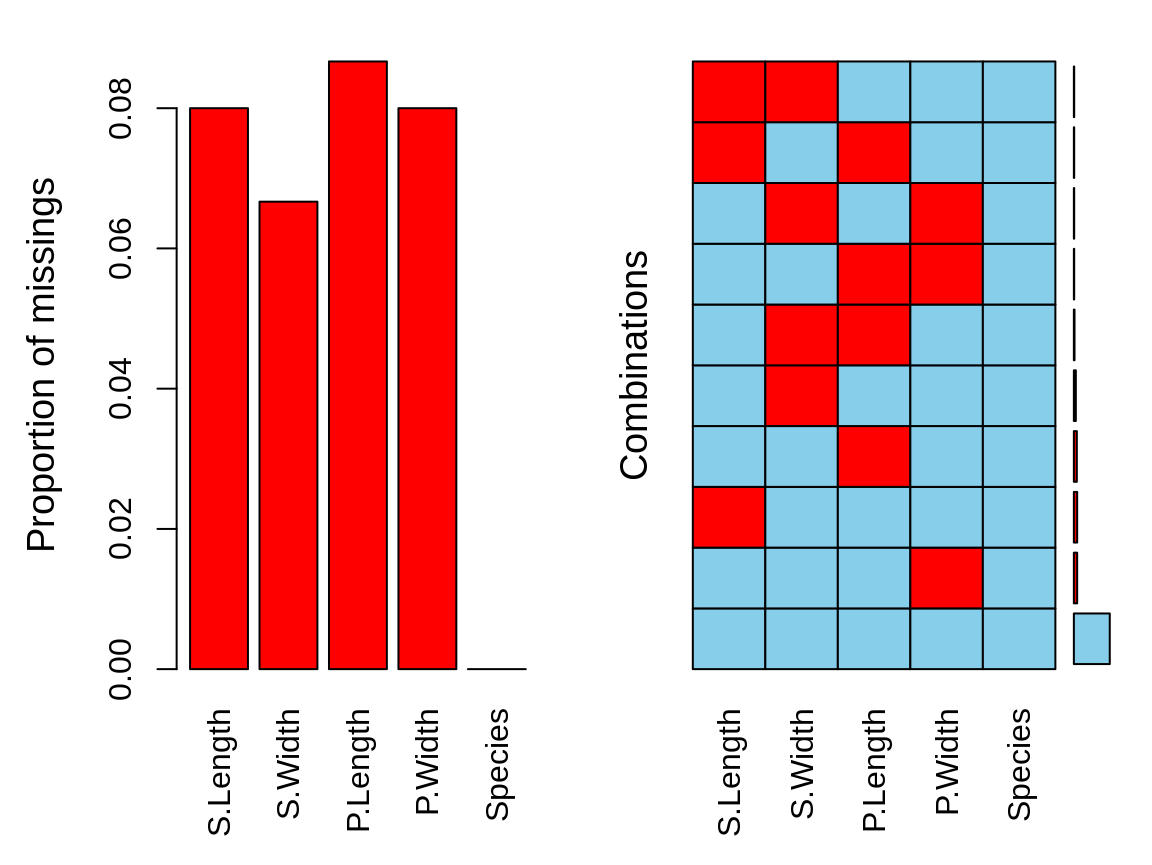 Proportion of missings
0.08
0.06
0.04
0.02
0.00
S.Length
S.Width
P.Length
P.Width
Species
Combinations
S.Length
S.Width
P.Length
P.Width
Species